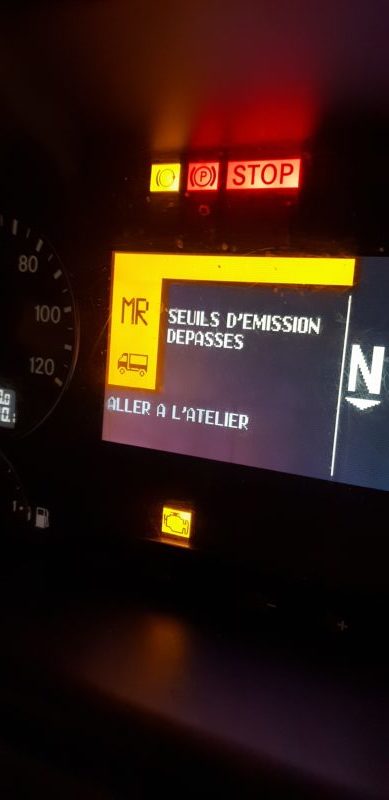 80
100
120
(P)
STOP
MR
SEUILS D'EMISSION
DEPASSES
N
ALLER A L'ATELIER